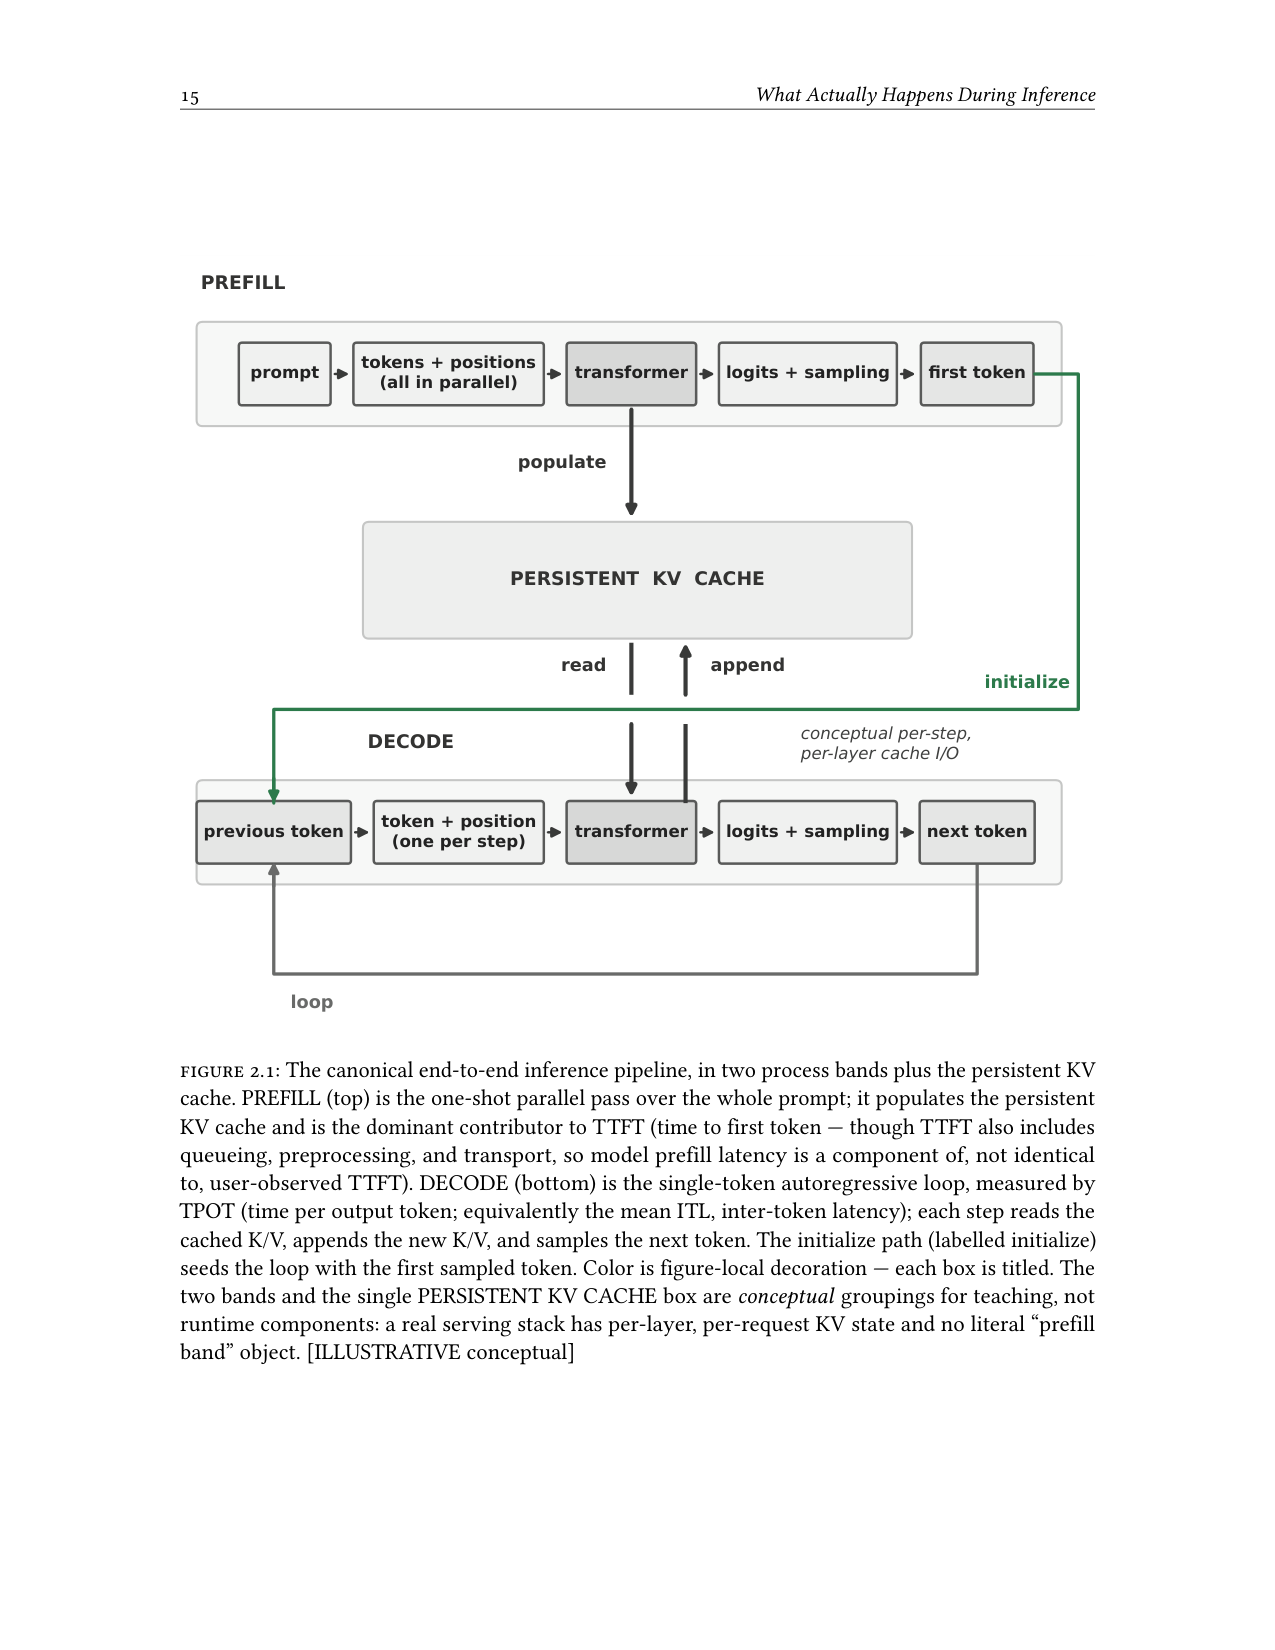 15 What Actually Happens During Inference
PREFILL
prompt
tokens + positions
(all in parallel)
transformer
logits + sampling
first token
populate
PERSISTENT KV CACHE
read
append
initialize
DECODE
conceptual per-step,
per-layer cache I/O
previous token
token + position
(one per step)
transformer
logits + sampling
next token
loop
FIGURE 2.1: The canonical end-to-end inference pipeline, in two process bands plus the persistent KV
cache. PREFILL (top) is the one-shot parallel pass over the whole prompt; it populates the persistent
KV cache and is the dominant contributor to TTFT (time to first token — though TTFT also includes
queueing, preprocessing, and transport, so model prefill latency is a component of, not identical
to, user-observed TTFT). DECODE (bottom) is the single-token autoregressive loop, measured by
TPOT (time per output token; equivalently the mean ITL, inter-token latency); each step reads the
cached K/V, appends the new K/V, and samples the next token. The initialize path (labelled initialize)
seeds the loop with the first sampled token. Color is figure-local decoration — each box is titled. The
two bands and the single PERSISTENT KV CACHE box are conceptual groupings for teaching, not
runtime components: a real serving stack has per-layer, per-request KV state and no literal “prefill
band” object. [ILLUSTRATIVE conceptual]